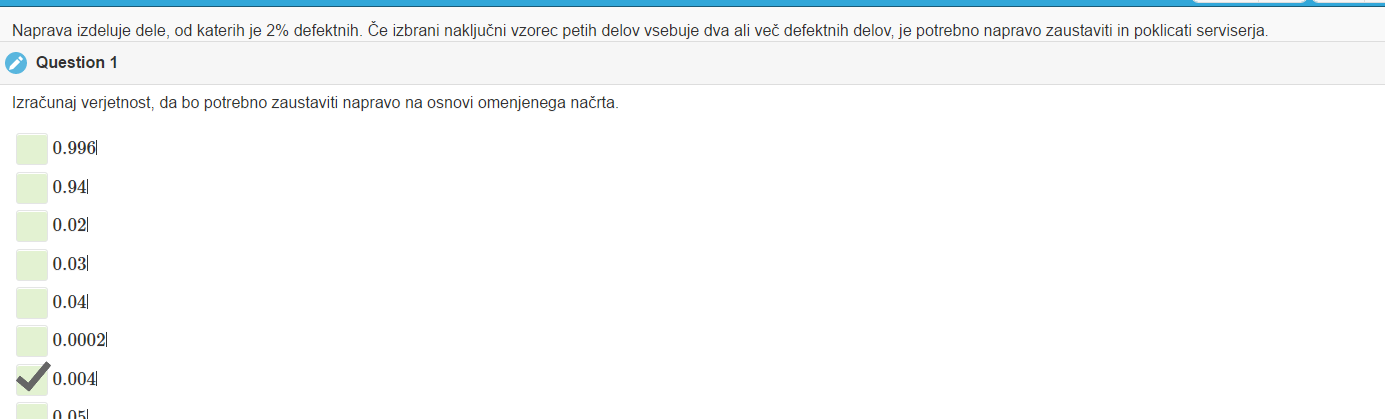 Naprava izdeluje dele, od katerih je 2% defektnih. Če izbrani naključni vzorec petih delov vsebuje dva ali več defektnih delov, je potrebno napravo zaustaviti in poklicati serviserja.
Question 1
Izračunaj verjetnost, da bo potrebno zaustaviti napravo na osnovi omenjenega načrta.
0.996
0.94
0.02
0.03
0.04
0.0002
0.004
0.05